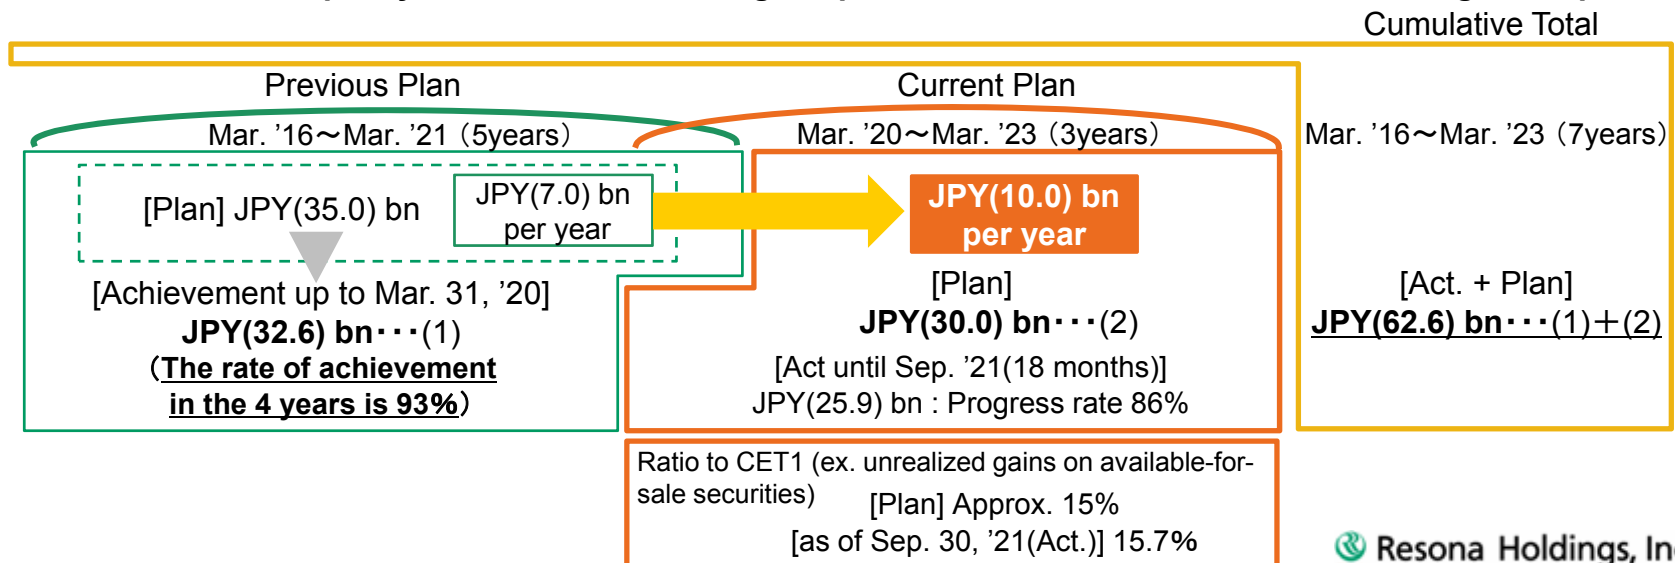 Cumulative Total
Previous Plan
Mar. ’16～Mar. ’21（5years）
[Plan] JPY(35.0) bn
JPY(7.0) bn
per year
[Achievement up to Mar. 31, ’20]
JPY(32.6) bn･･･(1)
（The rate of achievement
in the 4 years is 93%）
Current Plan
Mar. ’20～Mar. ’23（3years）
JPY(10.0) bn
per year
[Plan]
JPY(30.0) bn･･･(2)
[Act until Sep. ’21(18 months)]
JPY(25.9) bn : Progress rate 86%
Mar. ’16～Mar. ’23（7years）
[Act. + Plan]
JPY(62.6) bn･･･(1)＋(2)
Ratio to CET1 (ex. unrealized gains on available-for-
sale securities)
[Plan] Approx. 15%
[as of Sep. 30, ’21(Act.)] 15.7%
Resona Holdings, Inc